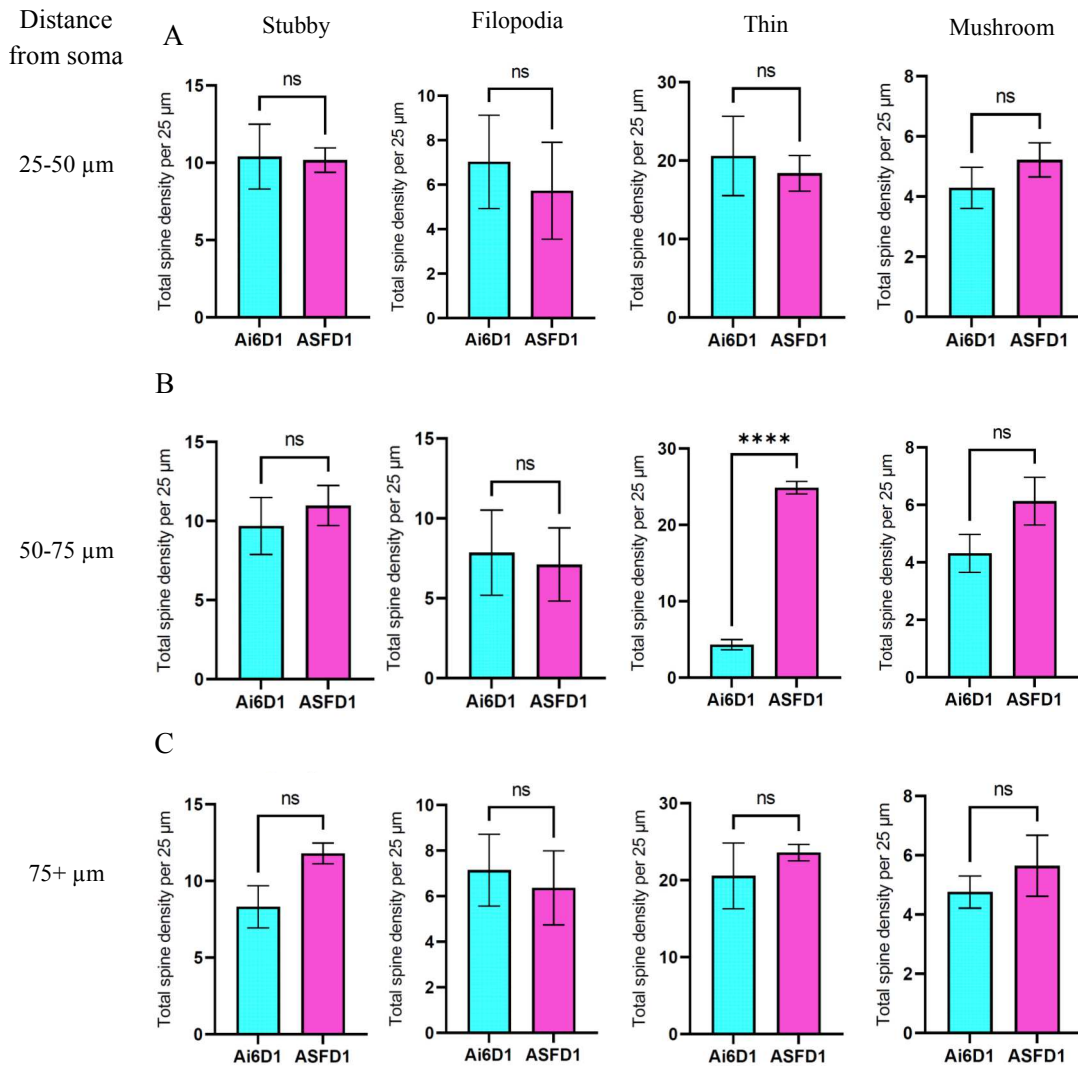 Distance
from soma
A
Stubby
Filopodia
Thin
Mushroom
25-50 µm
Total spine density per 25 µm
15
10
5
0
ns
Ai6D1 ASFD1
Total spine density per 25 µm
10
8
6
4
2
0
ns
Ai6D1 ASFD1
Total spine density per 25 µm
30
20
10
0
ns
Ai6D1 ASFD1
Total spine density per 25 µm
8
6
4
2
0
ns
Ai6D1 ASFD1
B
50-75 µm
Total spine density per 25 µm
15
10
5
0
ns
Ai6D1 ASFD1
Total spine density per 25 µm
15
10
5
0
ns
Ai6D1 ASFD1
Total spine density per 25 µm
30
20
10
0
****
Ai6D1 ASFD1
Total spine density per 25 µm
8
6
4
2
0
ns
Ai6D1 ASFD1
C
75+ µm
Total spine density per 25 µm
15
10
5
0
ns
Ai6D1 ASFD1
Total spine density per 25 µm
10
8
6
4
2
0
ns
Ai6D1 ASFD1
Total spine density per 25 µm
30
20
10
0
ns
Ai6D1 ASFD1
Total spine density per 25 µm
8
6
4
2
0
ns
Ai6D1 ASFD1